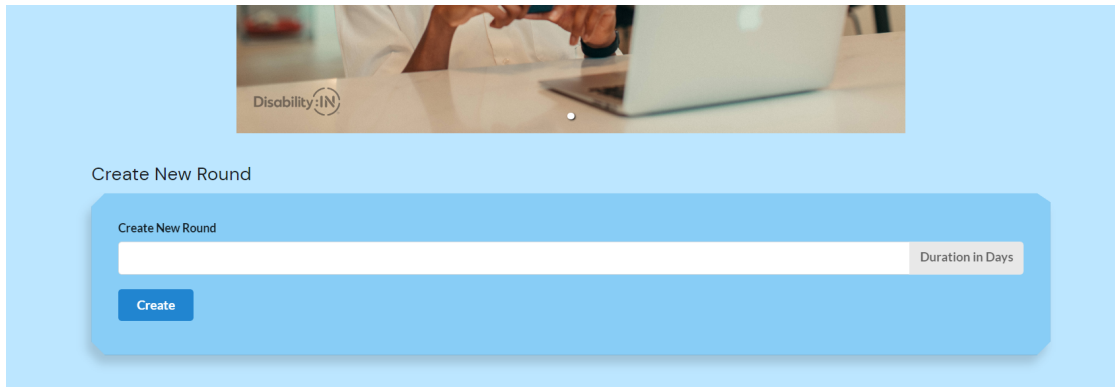 Disability:IN
Create New Round
Create New Round
Duration in Days
Create